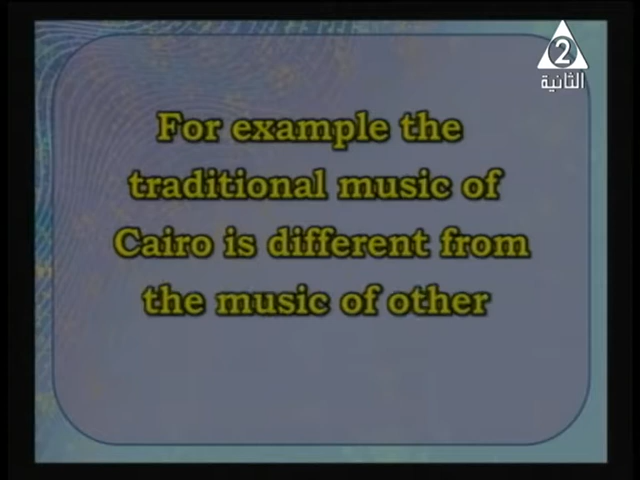 2
الثانية
For example the
traditional music of
Cairo is different from
the music of other